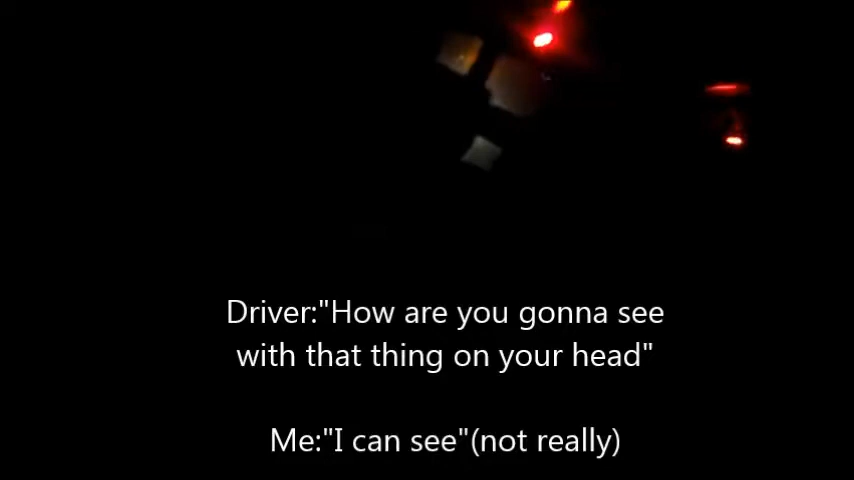 Driver:"How are you gonna see
with that thing on your head"
Me:"I can see"(not really)